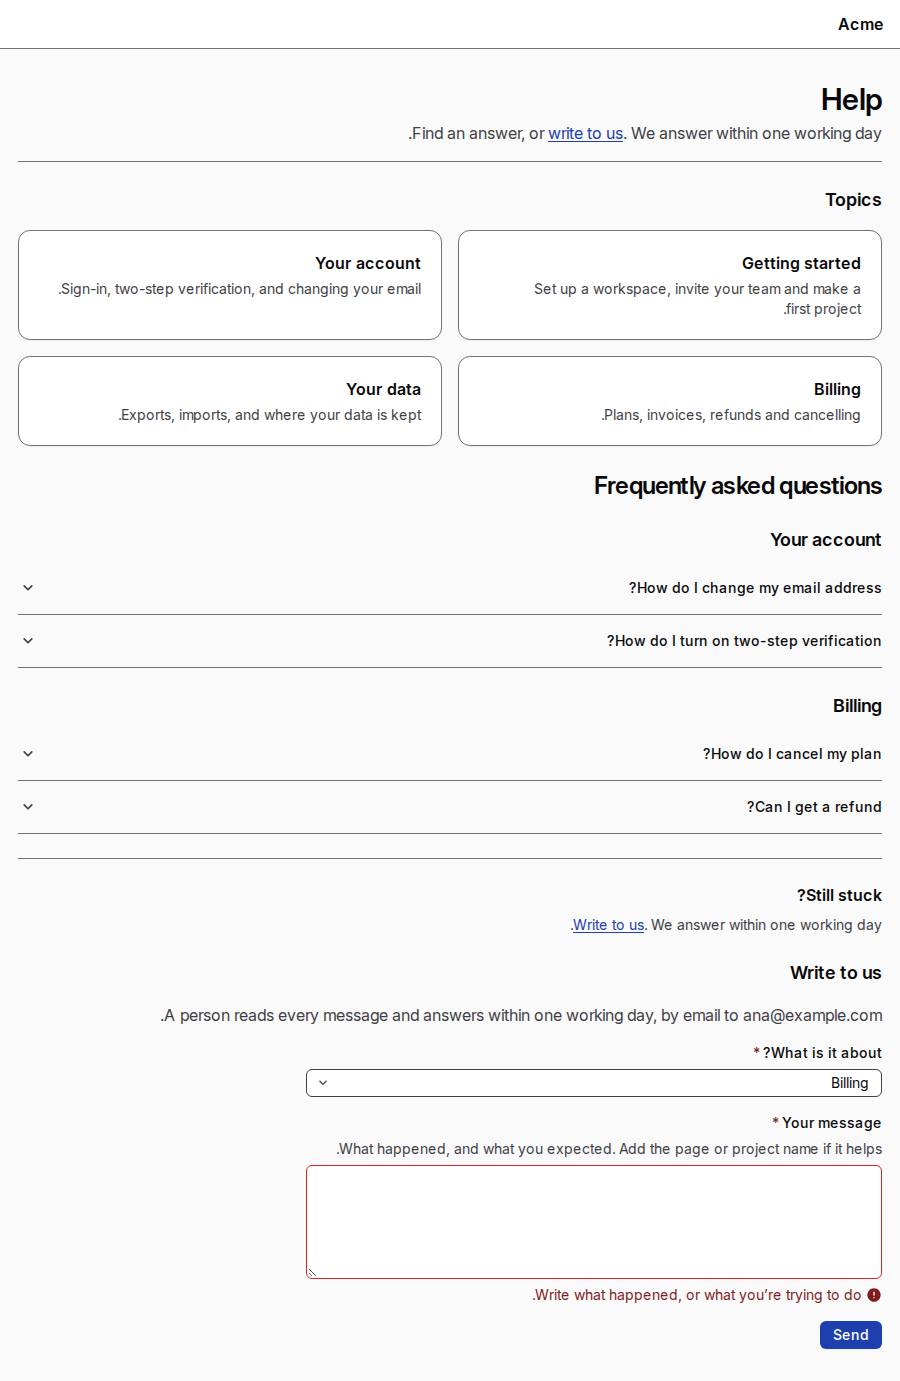 Acme
Help
Find an answer, or write to us. We answer within one working day.
Topics
Getting started
Set up a workspace, invite your team and make a
first project.
Your account
Sign-in, two-step verification, and changing your email.
Billing
Plans, invoices, refunds and cancelling.
Your data
Exports, imports, and where your data is kept.
Frequently asked questions
Your account
How do I change my email address?
How do I turn on two-step verification?
Billing
How do I cancel my plan?
Can I get a refund?
Still stuck?
Write to us. We answer within one working day.
Write to us
A person reads every message and answers within one working day, by email to ana@example.com.
What is it about? *
Billing
Your message *
What happened, and what you expected. Add the page or project name if it helps.
Write what happened, or what you’re trying to do.
Send